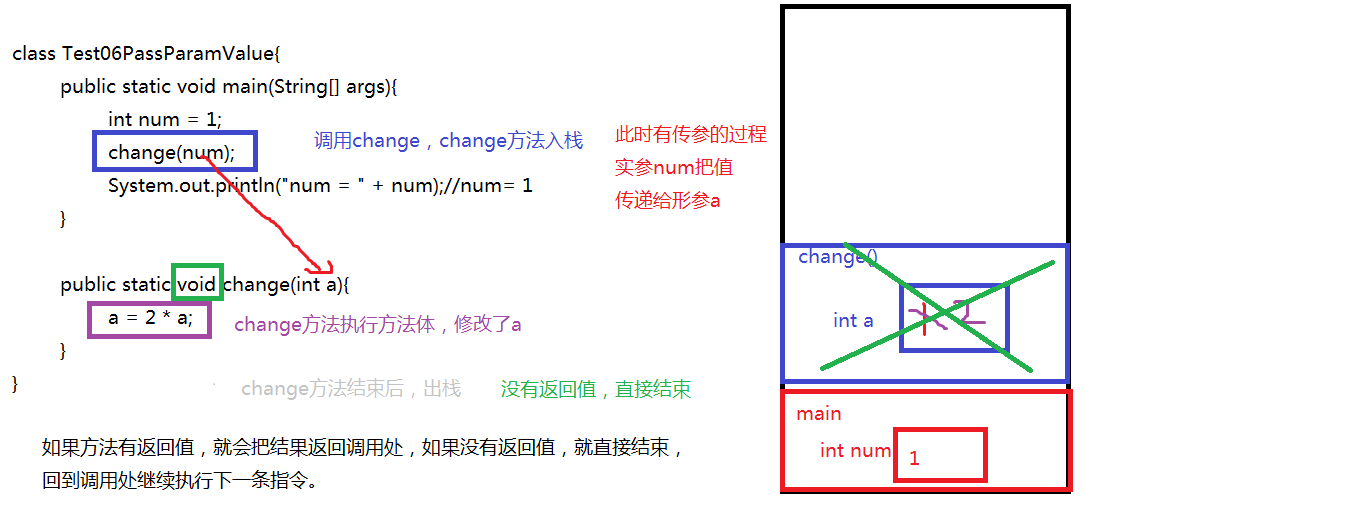 class Test06PassParamValue{
public static void main(String[] args){
int num = 1;
change(num);
调用change，change方法入栈
System.out.println("num = " + num);//num= 1
}
此时有传参的过程
实参num把值
传递给形参a
public static void change(int a){
a = 2 * a;
change方法执行方法体，修改了a
}
}
change方法结束后，出栈
没有返回值，直接结束
如果方法有返回值，就会把结果返回调用处，如果没有返回值，就直接结束，
回到调用处继续执行下一条指令。
change()
int a
1 2
main
int num
1